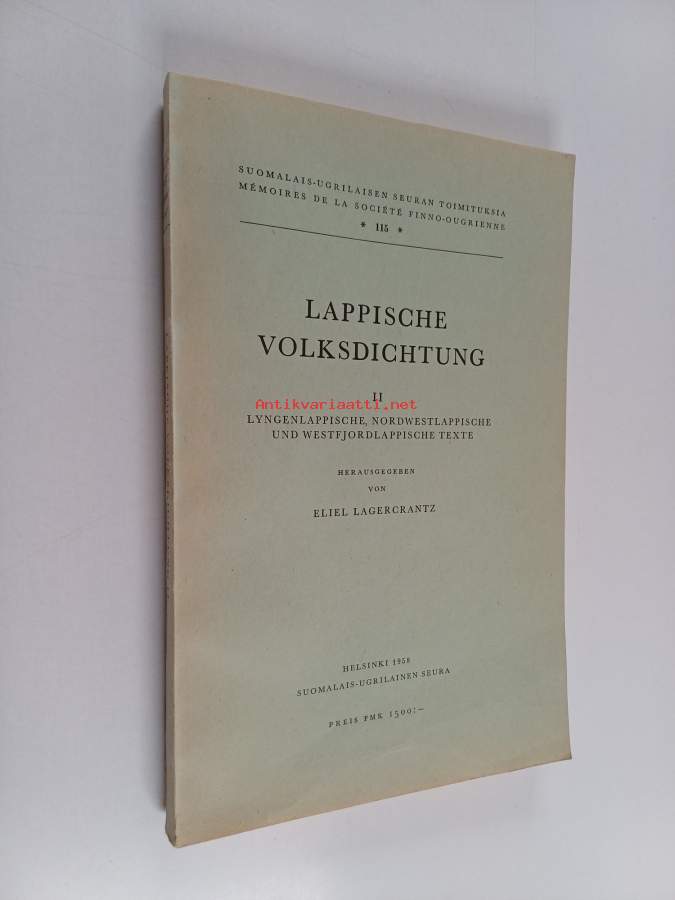 SUOMALAIS-UGRILAISEN SEURAN TOIMITUKSIA
MÉMOIRES DE LA SOCIÉTÉ FINNO-OUGRIENNE
* 115 *
LAPPISCHE
VOLKSDICHTUNG
II
Antikvariaatti.net
LYNGENLAPPISCHE, NORDWESTLAPPISCHE
UND WESTFJORDLAPPISCHE TEXTE
HERAUSGEGEBEN
VON
ELIEL LAGERCRANTZ
HELSINKI 1958
SUOMALAIS-UGRILAINEN SEURA
PREIS FMK 1500:—